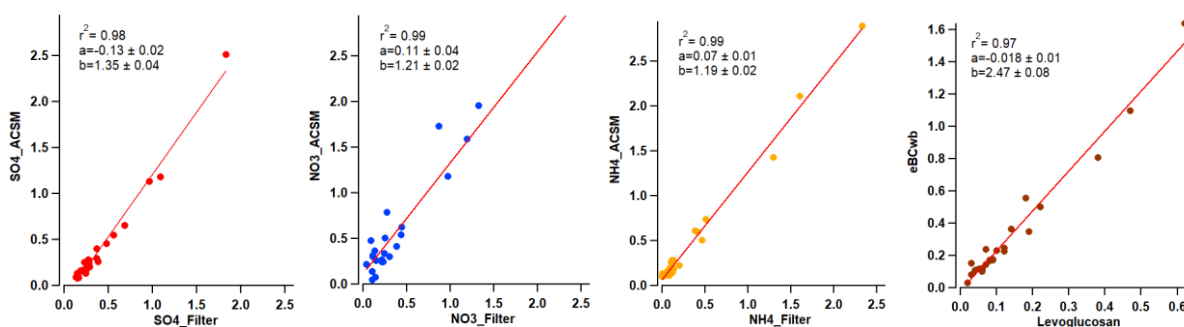 r² = 0.98
a=-0.13 ± 0.02
b=1.35 ± 0.04
SO4_ACSM
2.5
2.0
1.5
1.0
0.5
0.0
0.0 0.5 1.0 1.5 2.0 2.5
SO4_Filter
r² = 0.99
a=0.11 ± 0.04
b=1.21 ± 0.02
NO3_ACSM
2.5
2.0
1.5
1.0
0.5
0.0
0.0 0.5 1.0 1.5 2.0 2.5
NO3_Filter
r² = 0.99
a=0.07 ± 0.01
b=1.19 ± 0.02
NH4_ACSM
2.5
2.0
1.5
1.0
0.5
0.0
0.0 0.5 1.0 1.5 2.0 2.5
NH4_Filter
r² = 0.97
a=-0.018 ± 0.01
b=2.47 ± 0.08
eBCwb
1.6
1.4
1.2
1.0
0.8
0.6
0.4
0.2
0.0
0.0 0.1 0.2 0.3 0.4 0.5 0.6
Levoglucosan